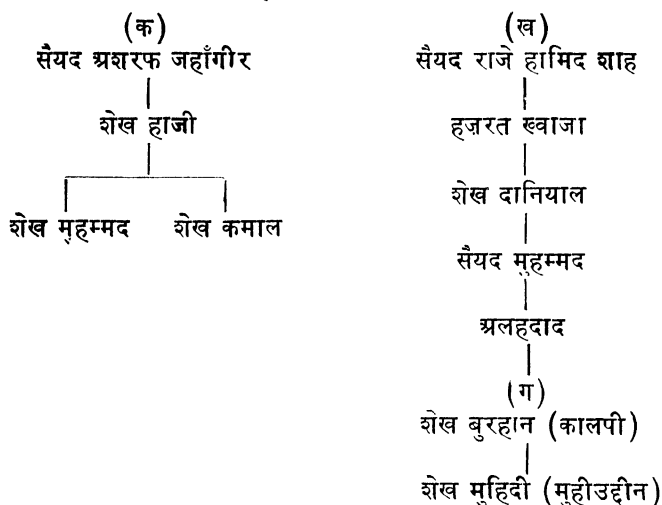 (क)
सैयद अशरफ जहाँगीर
शेख हाजी
शेख मुहम्मद शेख कमाल
(ख)
सैयद राजे हामिद शाह
हज़रत ख्वाजा
शेख दानियाल
सैयद मुहम्मद
अलहदाद
(ग)
शेख बुरहान (कालपी)
शेख मुहिदी (मुहीउद्दीन)